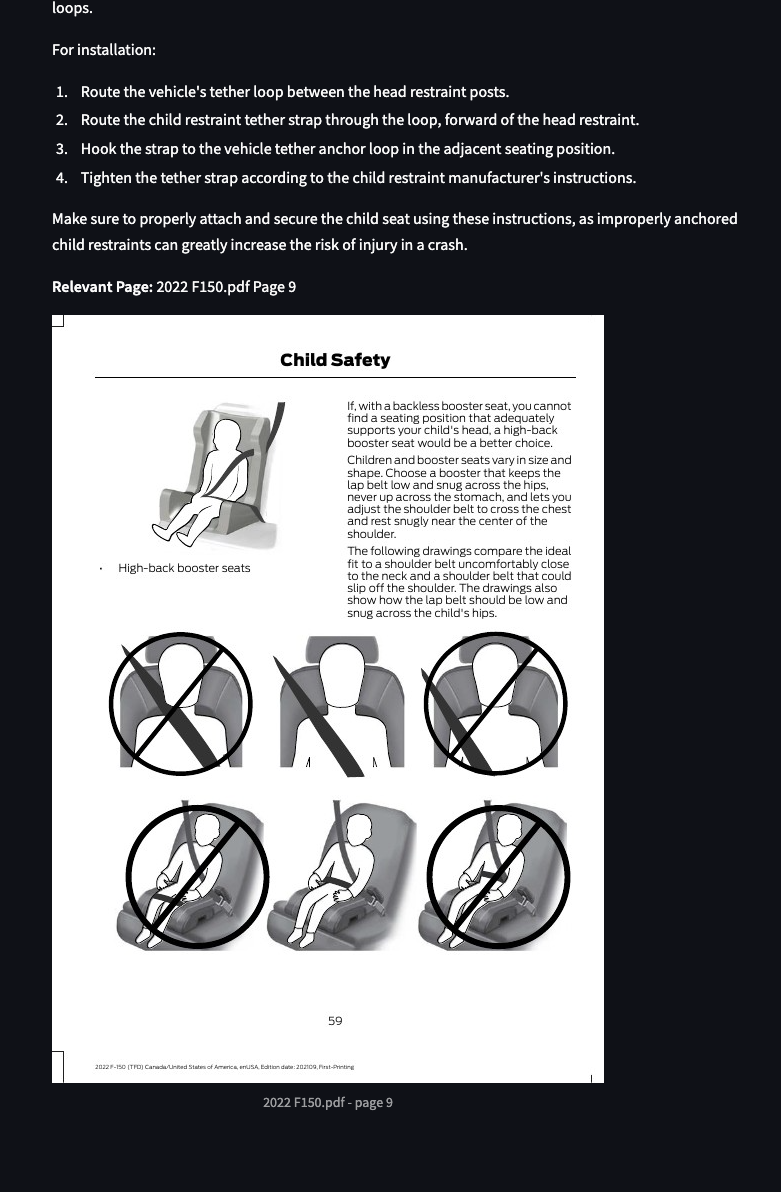 loops.
For installation:
1. Route the vehicle's tether loop between the head restraint posts.
2. Route the child restraint tether strap through the loop, forward of the head restraint.
3. Hook the strap to the vehicle tether anchor loop in the adjacent seating position.
4. Tighten the tether strap according to the child restraint manufacturer's instructions.
Make sure to properly attach and secure the child seat using these instructions, as improperly anchored
child restraints can greatly increase the risk of injury in a crash.
Relevant Page: 2022 F150.pdf Page 9
Child Safety
• High-back booster seats
If, with a backless booster seat, you cannot
find a seating position that adequately
supports your child's head, a high-back
booster seat would be a better choice.
Children and booster seats vary in size and
shape. Choose a booster that keeps the
lap belt low and snug across the hips,
never up across the stomach, and lets you
adjust the shoulder belt to cross the chest
and rest snugly near the center of the
shoulder.
The following drawings compare the ideal
fit to a shoulder belt uncomfortably close
to the neck and a shoulder belt that could
slip off the shoulder. The drawings also
show how the lap belt should be low and
snug across the child's hips.
59
2022 F-150 (TFD) Canada/United States of America, enUSA, Edition date: 202109, First-Printing
2022 F150.pdf - page 9